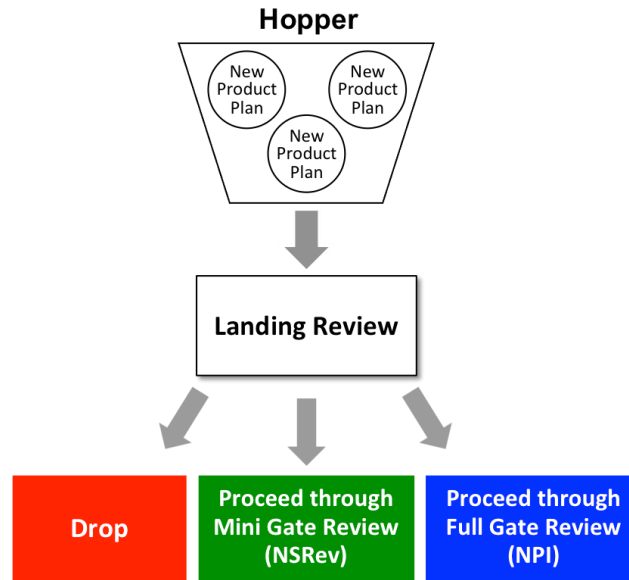 Hopper
New
Product
Plan
New
Product
Plan
New
Product
Plan
Landing Review
Drop
Proceed through
Mini Gate Review
(NSRev)
Proceed through
Full Gate Review
(NPI)